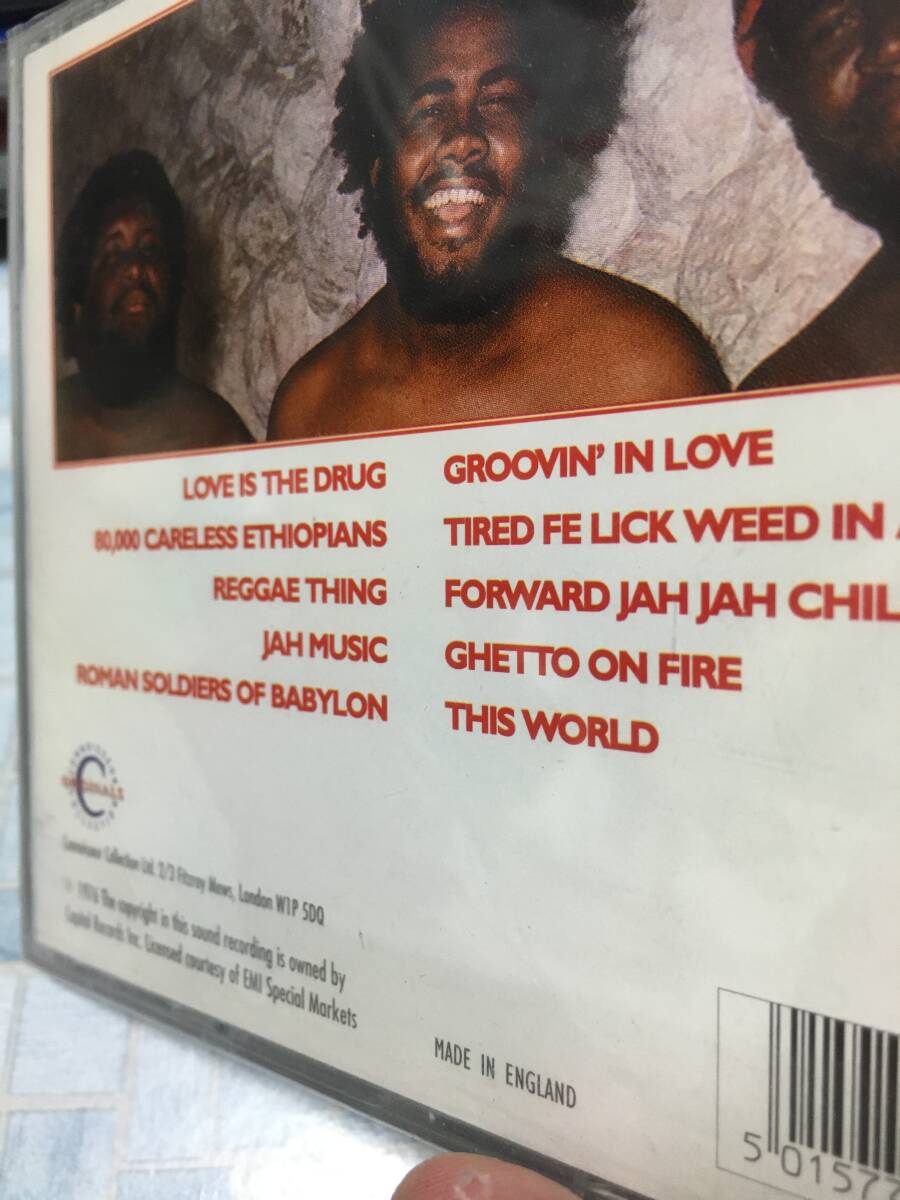 LOVE IS THE DRUG
80,000 CARELESS ETHIOPIANS
REGGAE THING
JAH MUSIC
ROMAN SOLDIERS OF BABYLON
GROOVIN' IN LOVE
TIRED FE LICK WEED IN
FORWARD JAH JAH CHIL
GHETTO ON FIRE
THIS WORLD
C
ORIGINALS
Connoisseur Collection Ltd. 2/3 Fitzroy Mews, London W1P 5DQ
1976 The copyright in this sound recording is owned by
Capitol Records Inc. Licensed courtesy of EMI Special Markets
MADE IN ENGLAND
5 01577